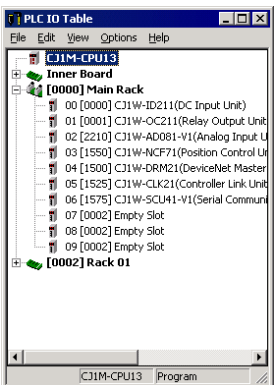 PLC IO Table
File Edit View Options Help
CJ1M-CPU13
Inner Board
[0000] Main Rack
00 [0000] CJ1W-ID211(DC Input Unit)
01 [0001] CJ1W-OC211(Relay Output Unit
02 [2210] CJ1W-AD081-V1(Analog Input U
03 [1550] CJ1W-NCF71(Position Control Un
04 [1500] CJ1W-DRM21(DeviceNet Master
05 [1525] CJ1W-CLK21(Controller Link Unit
06 [1575] CJ1W-SCU41-V1(Serial Communi
07 [0002] Empty Slot
08 [0002] Empty Slot
09 [0002] Empty Slot
[0002] Rack 01
CJ1M-CPU13 Program